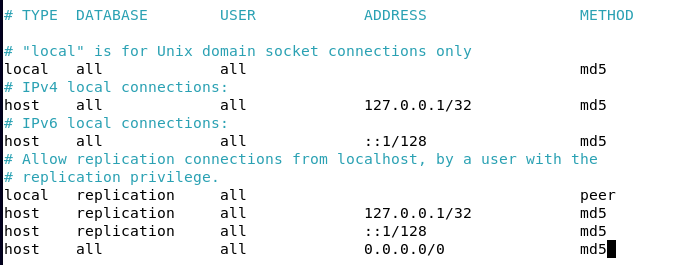 # TYPE  DATABASE        USER            ADDRESS                 METHOD

# "local" is for Unix domain socket connections only
local   all             all                                     md5
# IPv4 local connections:
host    all             all             127.0.0.1/32            md5
# IPv6 local connections:
host    all             all             ::1/128                 md5
# Allow replication connections from localhost, by a user with the
# replication privilege.
local   replication     all                                     peer
host    replication     all             127.0.0.1/32            md5
host    replication     all             ::1/128                 md5
host    all             all             0.0.0.0/0               md5